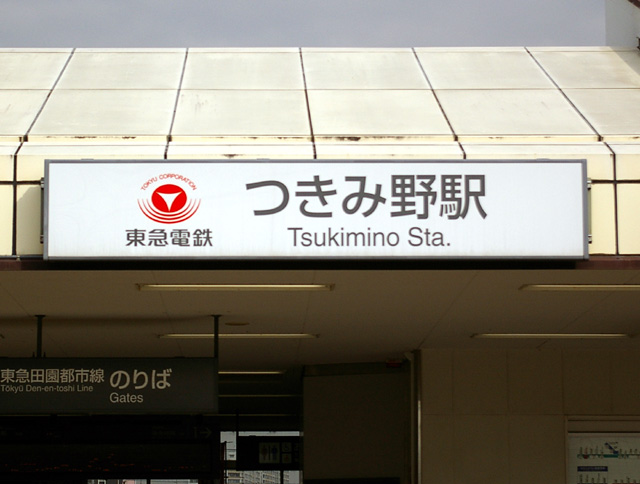 TOKYU CORPORATION
東急電鉄
つきみ野駅
Tsukimino Sta.
東急田園都市線 のりば
Tōkyū Den-en-toshi Line Gates